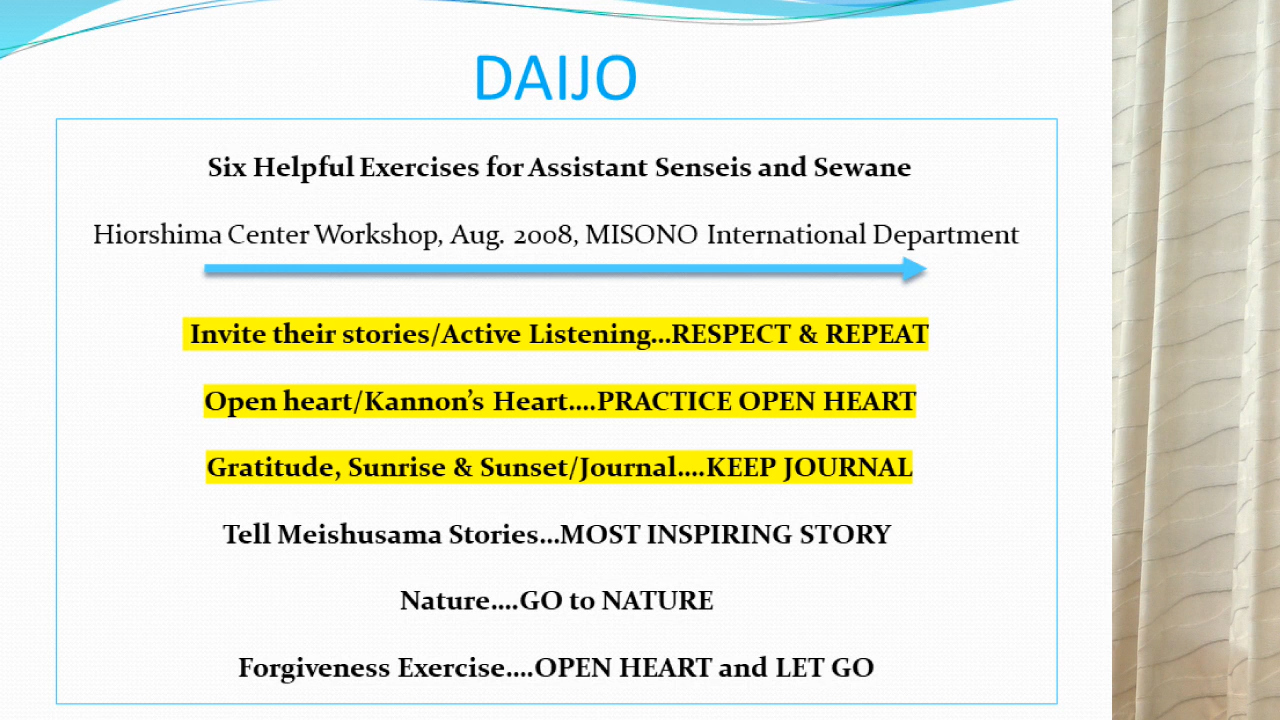 DAIJO
Six Helpful Exercises for Assistant Senseis and Sewane
Hiorshima Center Workshop, Aug. 2008, MISONO International Department
Invite their stories/Active Listening...RESPECT & REPEAT
Open heart/Kannon’s Heart....PRACTICE OPEN HEART
Gratitude, Sunrise & Sunset/Journal....KEEP JOURNAL
Tell Meishusama Stories...MOST INSPIRING STORY
Nature....GO to NATURE
Forgiveness Exercise....OPEN HEART and LET GO